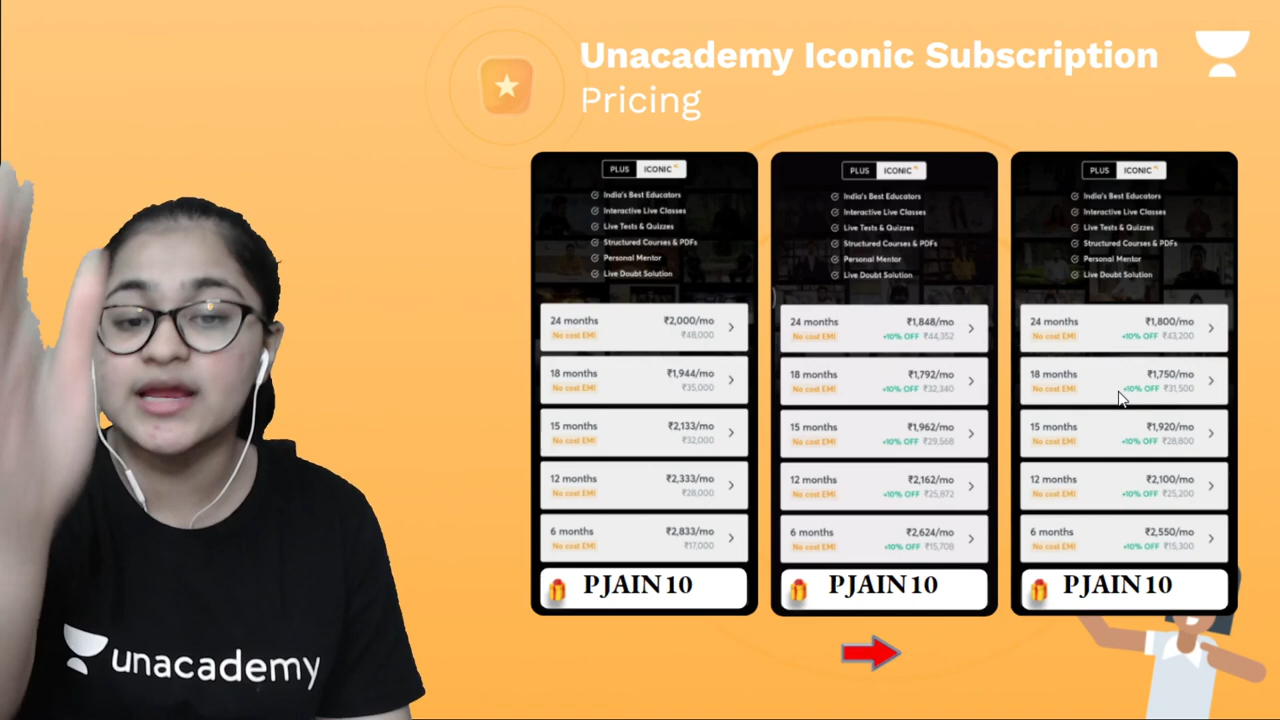 Unacademy Iconic Subscription
Pricing
PLUS ICONIC
India's Best Educators
Interactive Live Classes
Live Tests & Quizzes
Structured Courses & PDFs
Personal Mentor
Live Doubt Solution
24 months ₹2,000/mo
No cost EMI ₹48,000
18 months ₹1,944/mo
No cost EMI ₹35,000
15 months ₹2,133/mo
No cost EMI ₹32,000
12 months ₹2,333/mo
No cost EMI ₹28,000
6 months ₹2,833/mo
No cost EMI ₹17,000
PJAIN10
PLUS ICONIC
India's Best Educators
Interactive Live Classes
Live Tests & Quizzes
Structured Courses & PDFs
Personal Mentor
Live Doubt Solution
24 months ₹1,848/mo
No cost EMI +10% OFF ₹44,352
18 months ₹1,792/mo
No cost EMI +10% OFF ₹32,340
15 months ₹1,962/mo
No cost EMI +10% OFF ₹29,568
12 months ₹2,162/mo
No cost EMI +10% OFF ₹25,872
6 months ₹2,624/mo
No cost EMI +10% OFF ₹15,708
PJAIN10
PLUS ICONIC
India's Best Educators
Interactive Live Classes
Live Tests & Quizzes
Structured Courses & PDFs
Personal Mentor
Live Doubt Solution
24 months ₹1,800/mo
No cost EMI +10% OFF ₹43,200
18 months ₹1,750/mo
No cost EMI +10% OFF ₹31,500
15 months ₹1,920/mo
No cost EMI +10% OFF ₹28,800
12 months ₹2,100/mo
No cost EMI +10% OFF ₹25,200
6 months ₹2,550/mo
No cost EMI +10% OFF ₹15,300
PJAIN10
unacademy